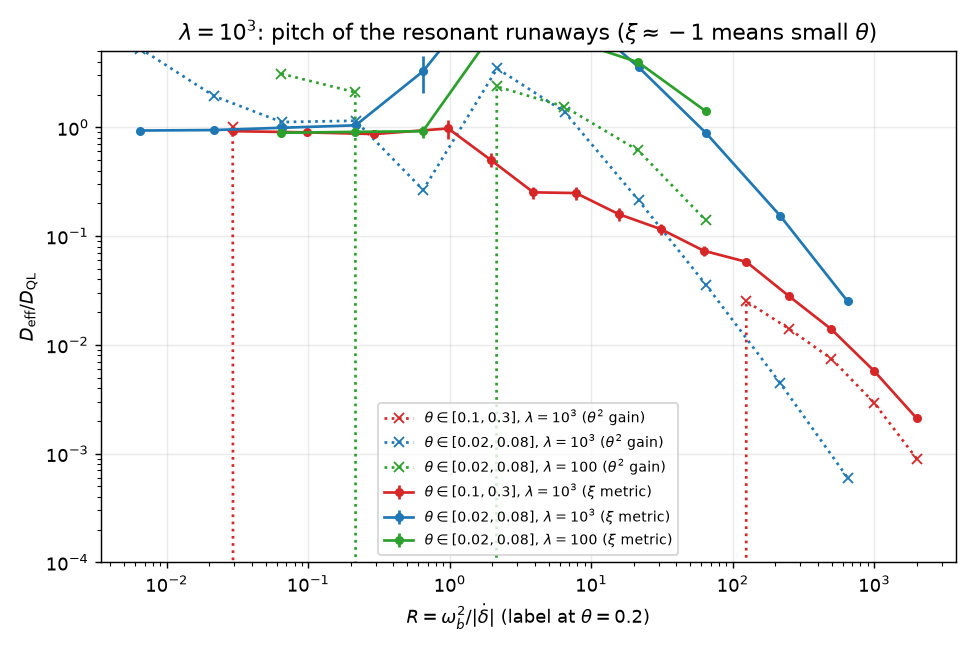 λ = 10³: pitch of the resonant runaways (ξ ≈ − 1 means small θ)
D_eff/D_QL
10⁰
10⁻¹
10⁻²
10⁻³
10⁻⁴
θ ∈ [0.1, 0.3], λ = 10³ (θ² gain)
θ ∈ [0.02, 0.08], λ = 10³ (θ² gain)
θ ∈ [0.02, 0.08], λ = 100 (θ² gain)
θ ∈ [0.1, 0.3], λ = 10³ (ξ metric)
θ ∈ [0.02, 0.08], λ = 10³ (ξ metric)
θ ∈ [0.02, 0.08], λ = 100 (ξ metric)
10⁻² 10⁻¹ 10⁰ 10¹ 10² 10³
R = ω_b²/|δ̇| (label at θ = 0.2)